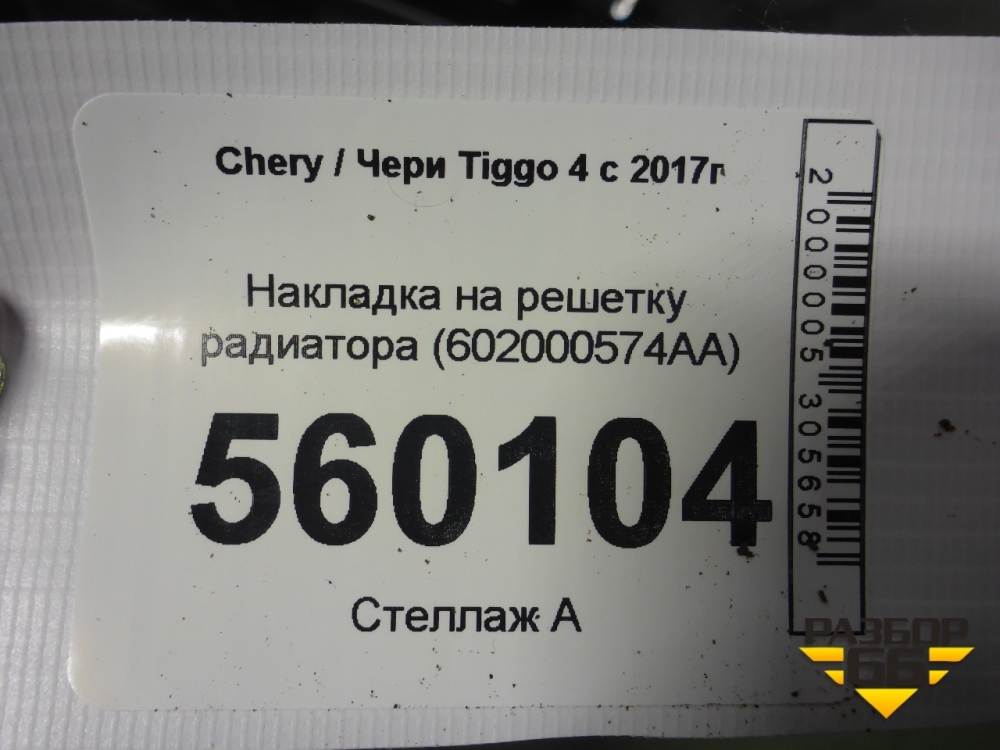 Chery / Чери Tiggo 4 с 2017г
Накладка на решетку
радиатора (602000574AA)
560104
Стеллаж А
2000005305658
РАЗБОР
66